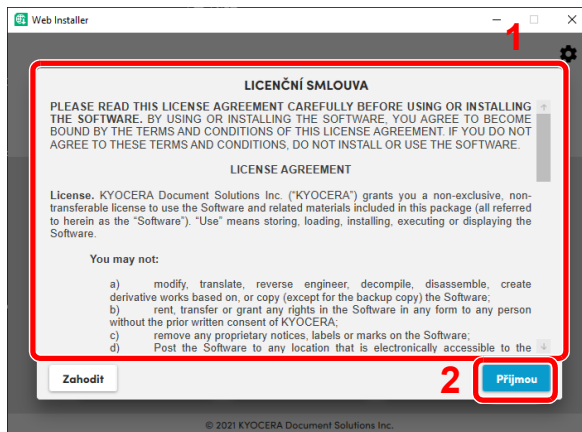 Web Installer
1
LICENČNÍ SMLOUVA
PLEASE READ THIS LICENSE AGREEMENT CAREFULLY BEFORE USING OR INSTALLING
THE SOFTWARE. BY USING OR INSTALLING THE SOFTWARE, YOU AGREE TO BECOME
BOUND BY THE TERMS AND CONDITIONS OF THIS LICENSE AGREEMENT. IF YOU DO NOT
AGREE TO THESE TERMS AND CONDITIONS, DO NOT INSTALL OR USE THE SOFTWARE.
LICENSE AGREEMENT
License. KYOCERA Document Solutions Inc. ("KYOCERA") grants you a non-exclusive, non-
transferable license to use the Software and related materials included in this package (all referred
to herein as the "Software"). "Use" means storing, loading, installing, executing or displaying the
Software.
You may not:
a) modify, translate, reverse engineer, decompile, disassemble, create
derivative works based on, or copy (except for the backup copy) the Software;
b) rent, transfer or grant any rights in the Software in any form to any person
without the prior written consent of KYOCERA;
c) remove any proprietary notices, labels or marks on the Software;
d) Post the Software to any location that is electronically accessible to the
Zahodit
2
Přijmou
© 2021 KYOCERA Document Solutions Inc.